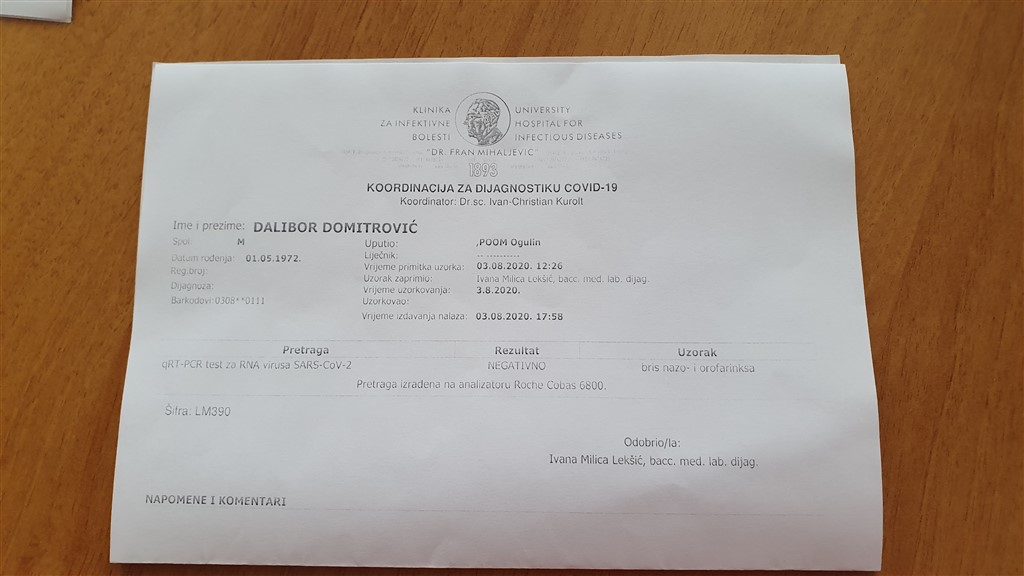 KLINIKA UNIVERSITY
ZA INFEKTIVNE HOSPITAL FOR
BOLESTI INFECTIOUS DISEASES
"DR. FRAN MIHALJEVIĆ"
1893
KOORDINACIJA ZA DIJAGNOSTIKU COVID-19
Koordinator: Dr.sc. Ivan-Christian Kurolt
Ime i prezime: DALIBOR DOMITROVIĆ
Spol: M
Datum rođenja: 01.05.1972.
Reg.broj:
Dijagnoza:
Barkodovi:0308**0111
Uputio: ,POOM Ogulin
Liječnik: -- ----------
Vrijeme primitka uzorka: 03.08.2020. 12:26
Uzorak zaprimio: Ivana Milica Lekšić, bacc. med. lab. dijag.
Vrijeme uzorkovanja: 3.8.2020.
Uzorkovao:
Vrijeme izdavanja nalaza: 03.08.2020. 17:58
Pretraga Rezultat Uzorak
qRT-PCR test za RNA virusa SARS-CoV-2 NEGATIVNO bris nazo- i orofarinksa
Pretraga izrađena na analizatoru Roche Cobas 6800.
Šifra: LM390
Odobrio/la:
Ivana Milica Lekšić, bacc. med. lab. dijag.
NAPOMENE I KOMENTARI